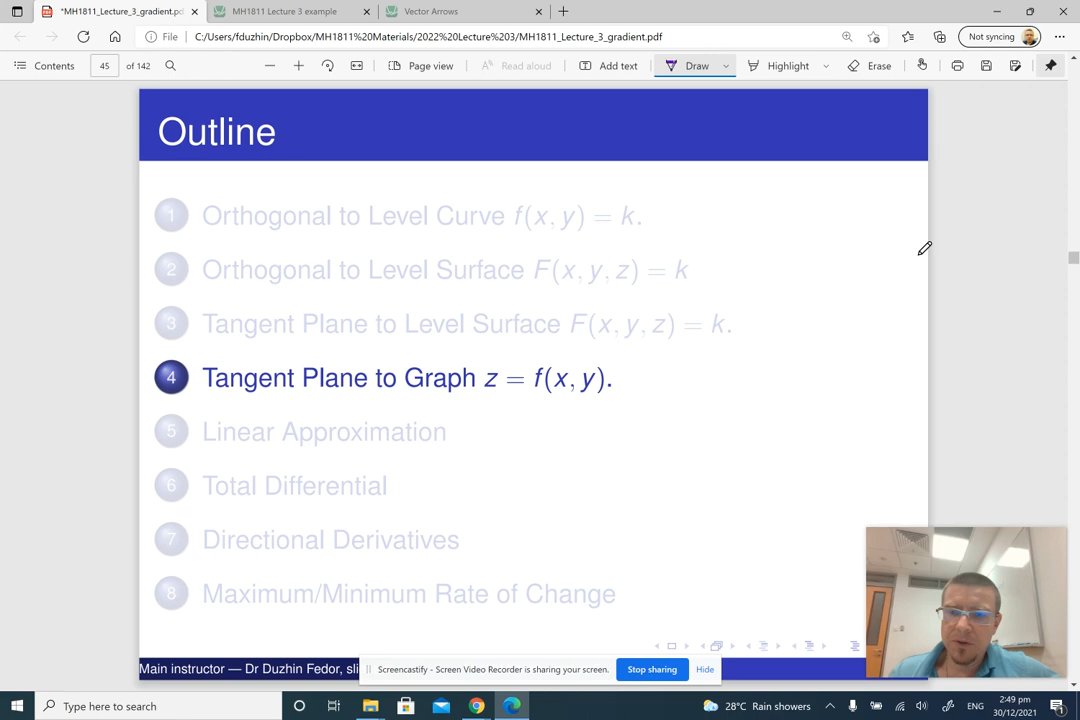 *MH1811_Lecture_3_gradient.pd
MH1811 Lecture 3 example
Vector Arrows
File
C:/Users/fduzhin/Dropbox/MH1811%20Materials/2022%20Lecture%203/MH1811_Lecture_3_gradient.pdf
Not syncing
Contents
45
of 142
Page view
Read aloud
Add text
Draw
Highlight
Erase
Outline
1 Orthogonal to Level Curve f(x, y) = k.
2 Orthogonal to Level Surface F(x, y, z) = k
3 Tangent Plane to Level Surface F(x, y, z) = k.
4 Tangent Plane to Graph z = f(x, y).
5 Linear Approximation
6 Total Differential
7 Directional Derivatives
8 Maximum/Minimum Rate of Change
Main instructor — Dr Duzhin Fedor, sli
Screencastify - Screen Video Recorder is sharing your screen.
Stop sharing
Hide
Type here to search
28°C Rain showers
ENG
2:49 pm
30/12/2021
1